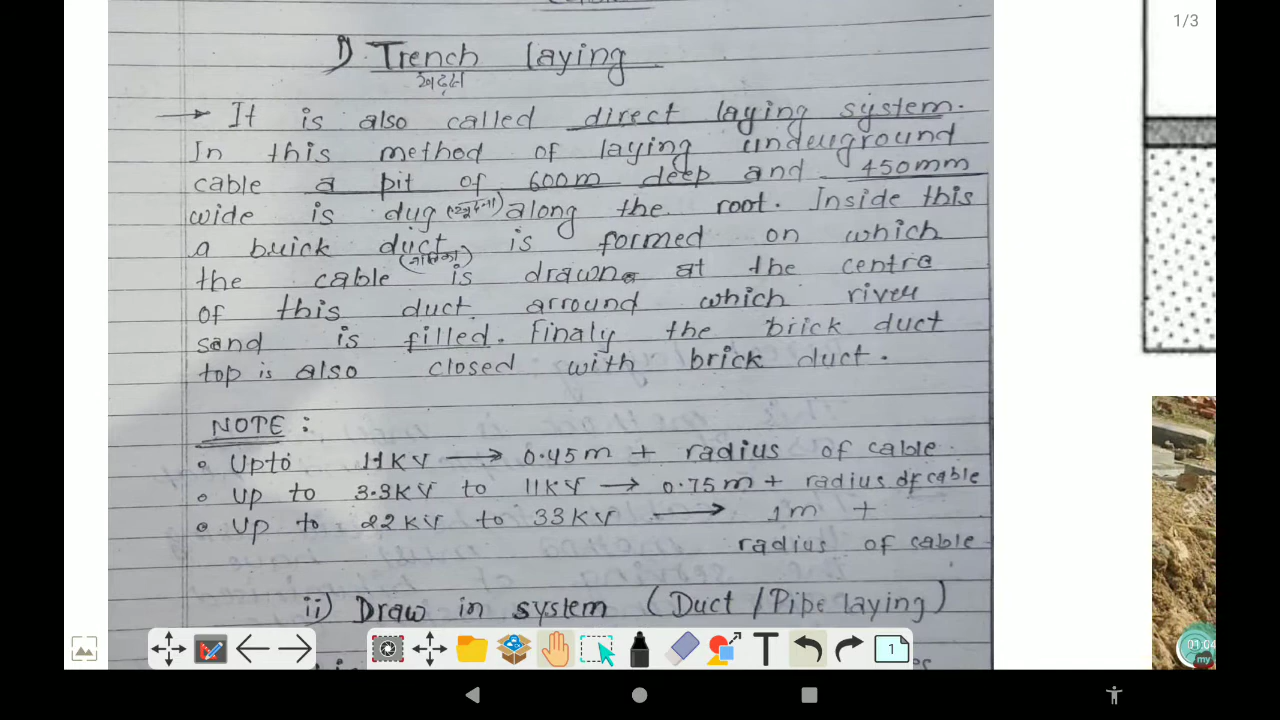 1/3
i) Trench laying
→ It is also called direct laying system.
In this method of laying underground
cable a pit of 600m deep and 450mm
wide is dug along the root. Inside this
a brick duct is formed on which
the cable is drawn at the centre
of this duct. arround which river
sand is filled. Finaly the brick duct
top is also closed with brick duct.
NOTE :
• Upto 11KV → 0.45m + radius of cable.
• Up to 3.3KV to 11KV → 0.75m + radius of cable
• Up to 22KV to 33KV → 1m +
radius of cable
ii) Draw in system (Duct / Pipe laying)
T
1
01:04
my